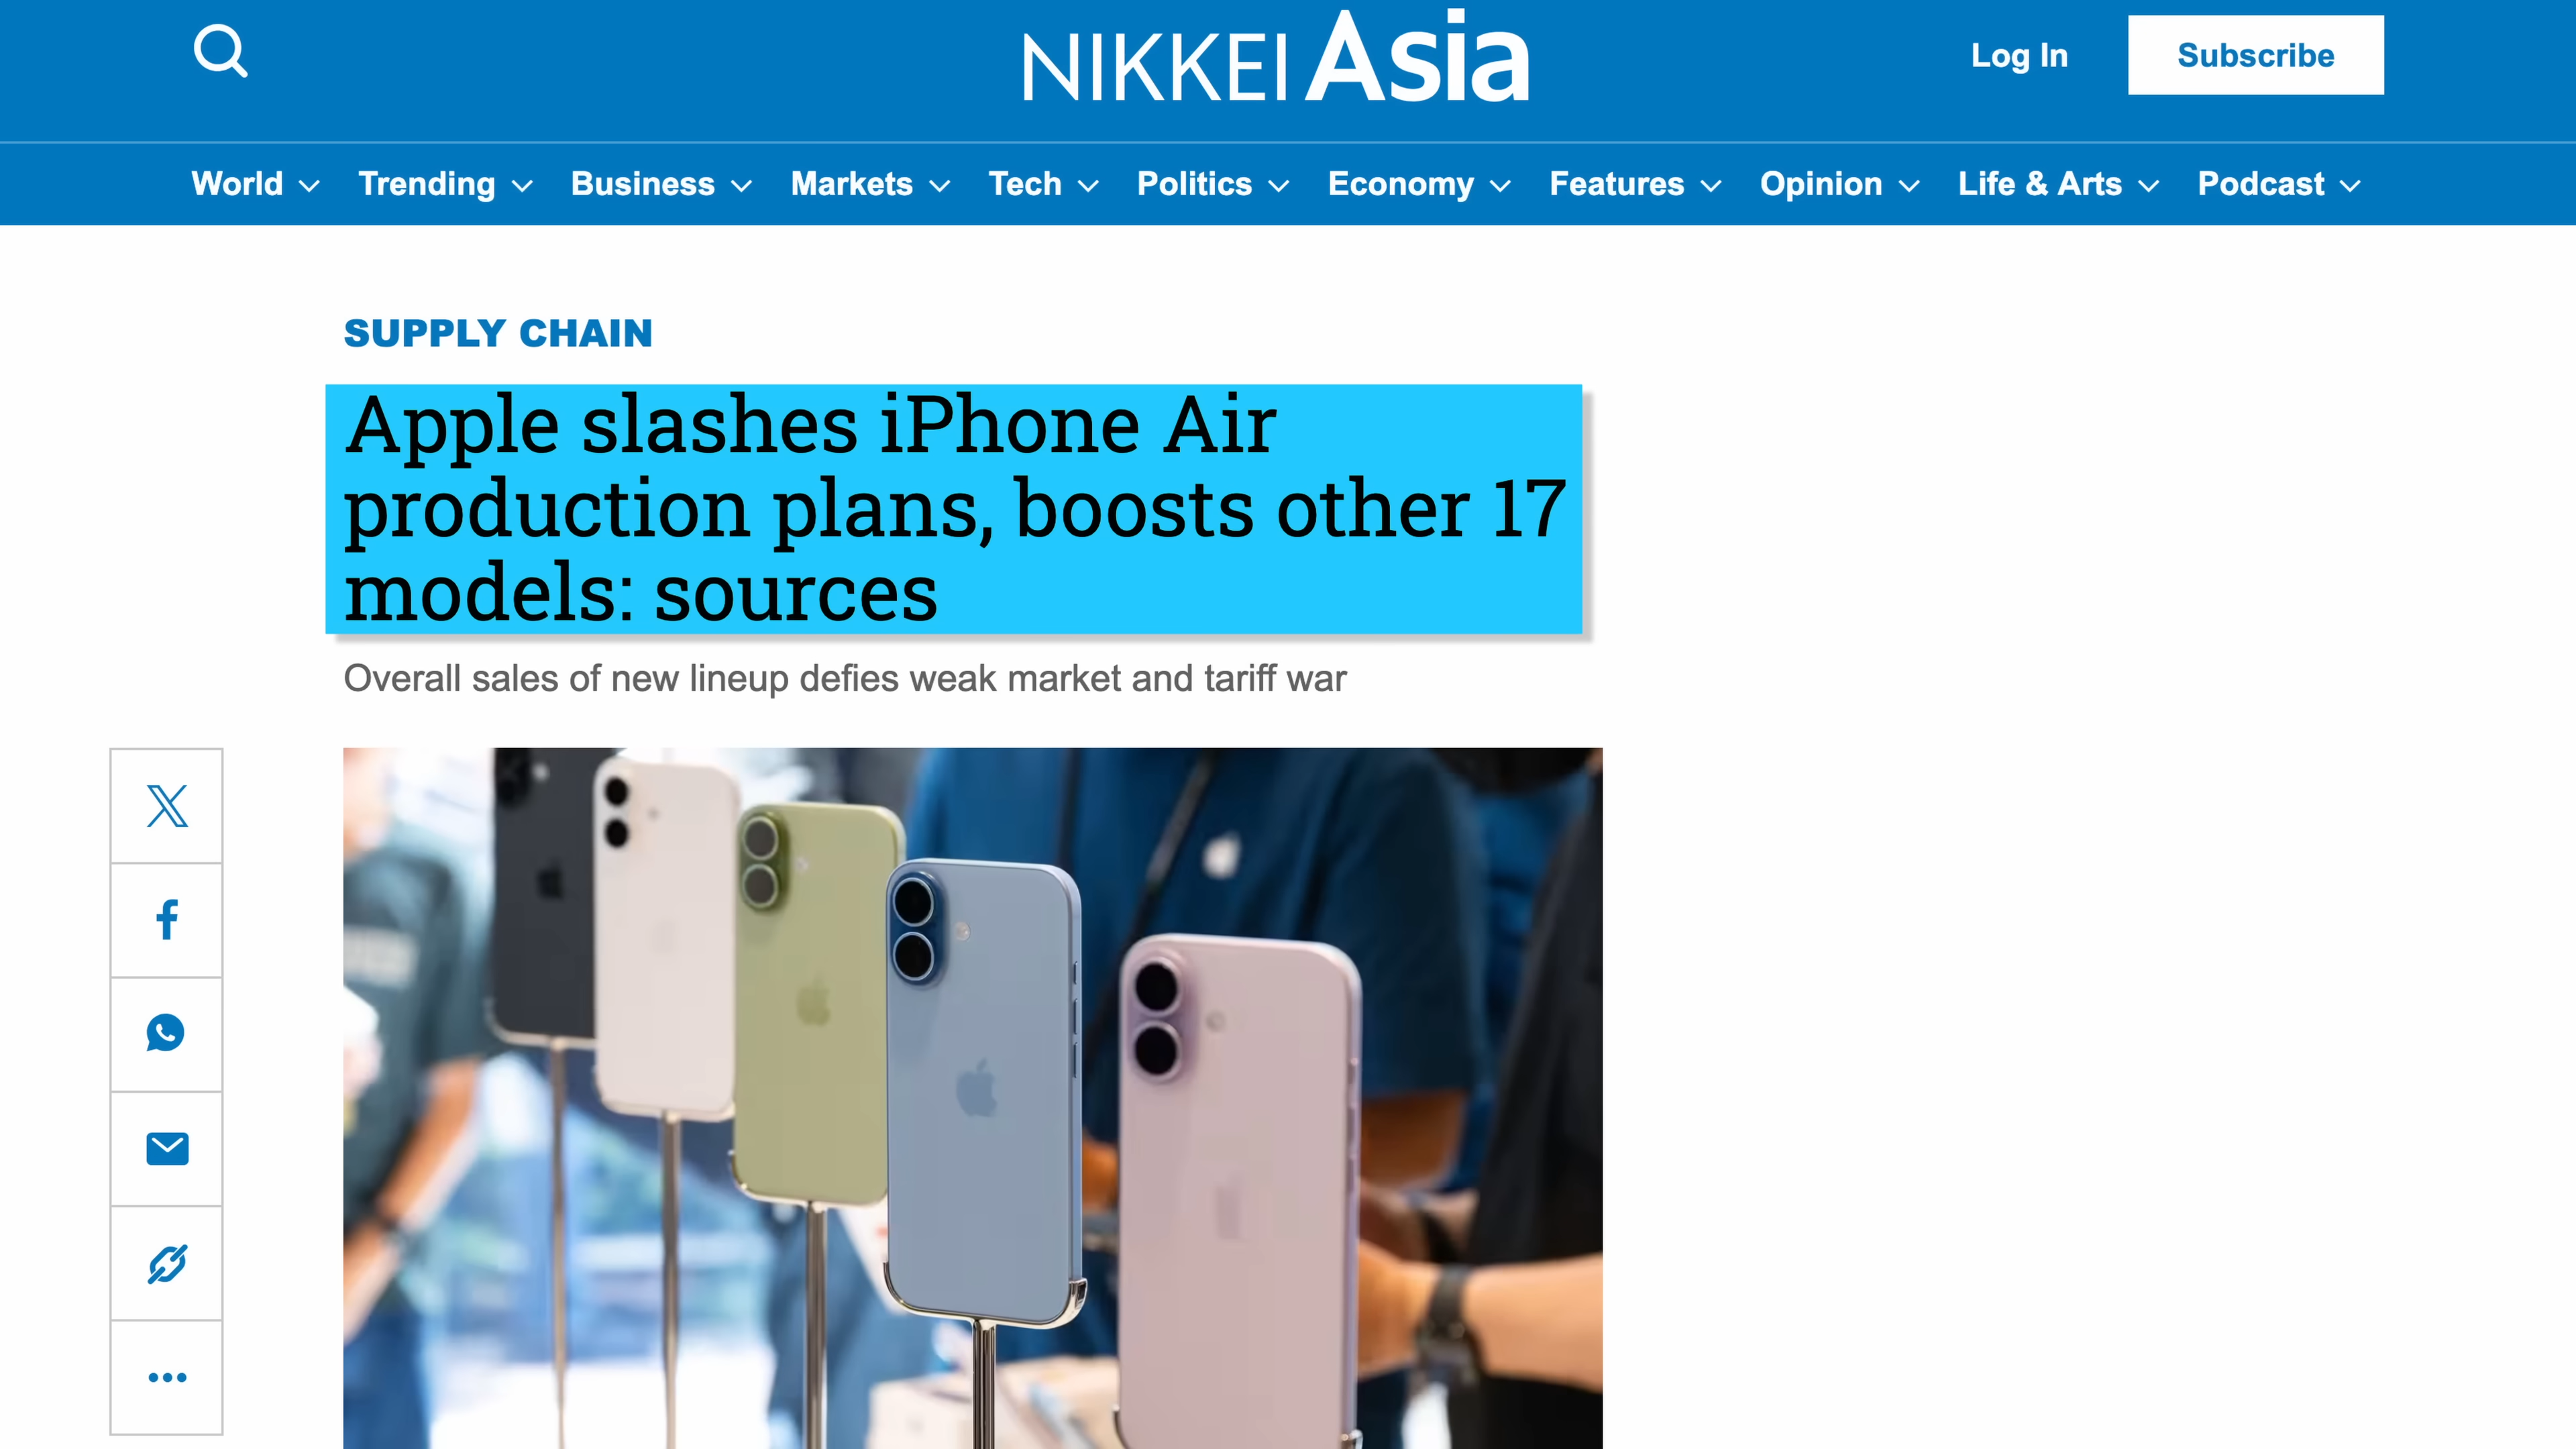 NIKKEI Asia
Log In
Subscribe
World
Trending
Business
Markets
Tech
Politics
Economy
Features
Opinion
Life & Arts
Podcast
SUPPLY CHAIN
Apple slashes iPhone Air
production plans, boosts other 17
models: sources
Overall sales of new lineup defies weak market and tariff war